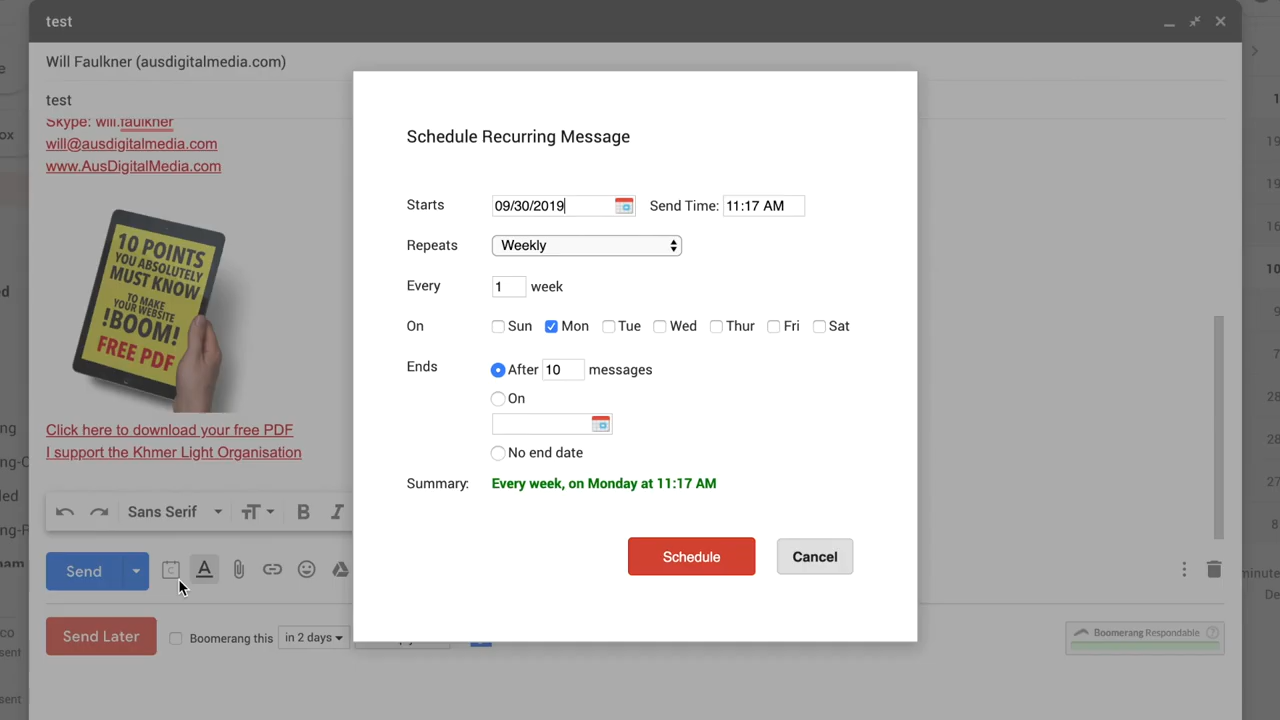 test
Will Faulkner (ausdigitalmedia.com)
test
Skype: will.faulkner
will@ausdigitalmedia.com
www.AusDigitalMedia.com
10 POINTS
YOU ABSOLUTELY
MUST KNOW
TO MAKE
YOUR WEBSITE
!BOOM!
FREE PDF
Click here to download your free PDF
I support the Khmer Light Organisation
Sans Serif
B I
Send
Send Later
Boomerang this in 2 days
Boomerang Respondable ?
Schedule Recurring Message
Starts 09/30/2019 Send Time: 11:17 AM
Repeats Weekly
Every 1 week
On Sun Mon Tue Wed Thur Fri Sat
Ends After 10 messages
On
No end date
Summary: Every week, on Monday at 11:17 AM
Schedule Cancel